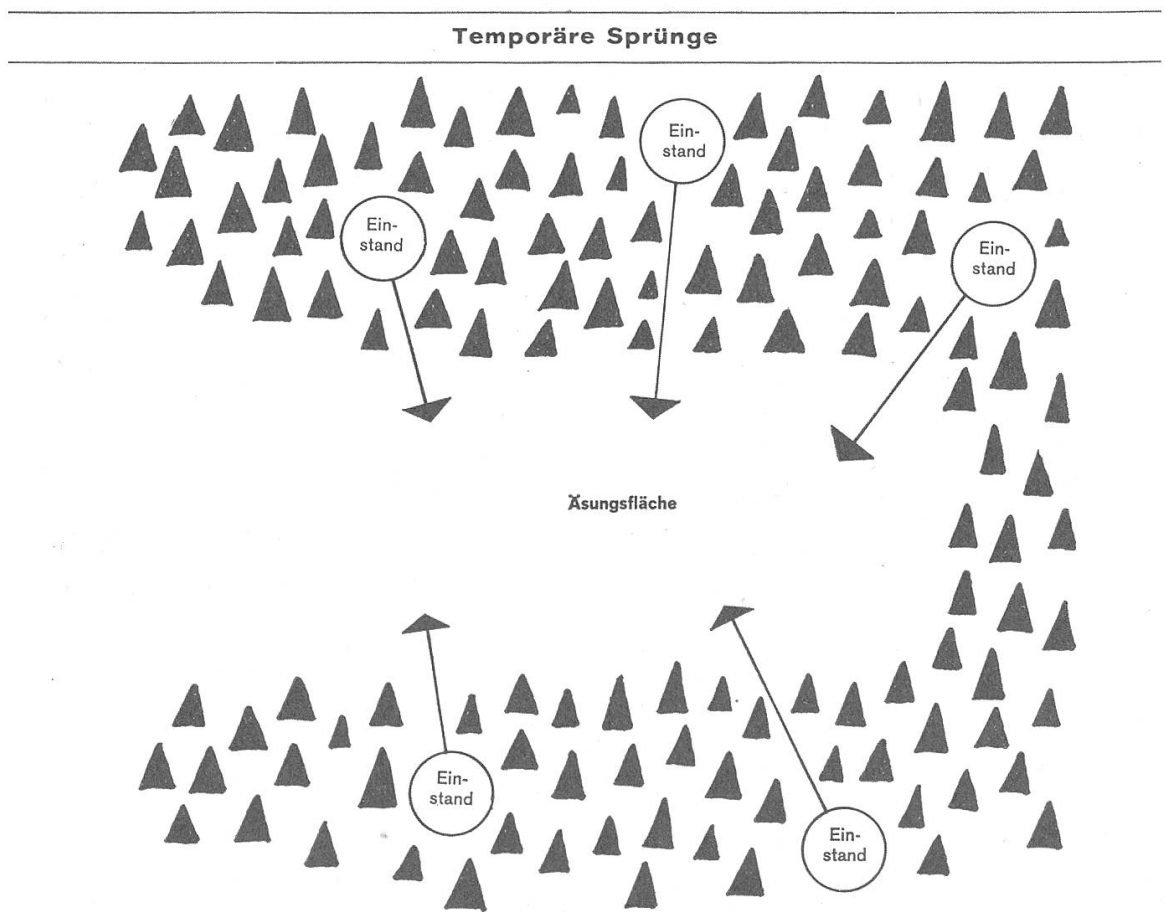 Temporäre Sprünge
Ein-
stand
Ein-
stand
Ein-
stand
Äsungsfläche
Ein-
stand
Ein-
stand